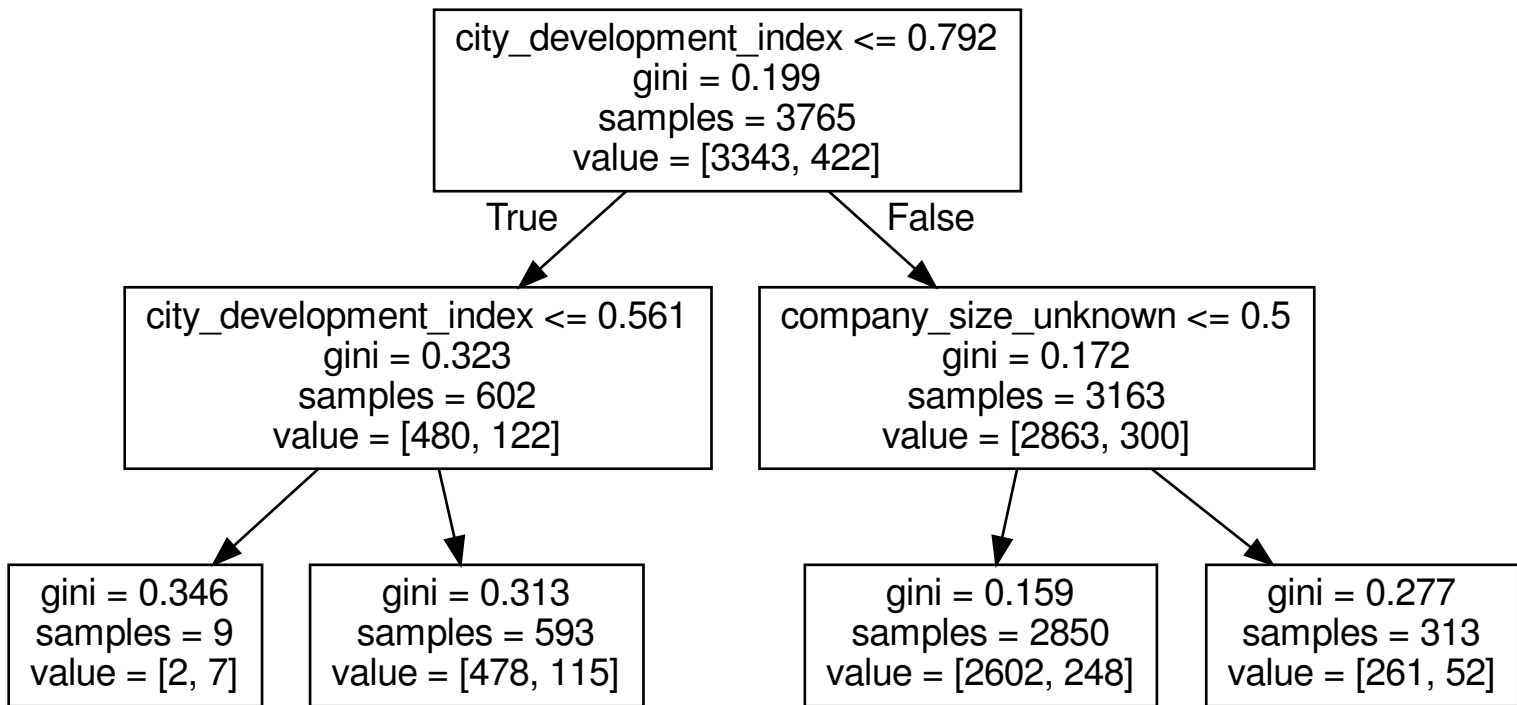 city_development_index <= 0.792
gini = 0.199
samples = 3765
value = [3343, 422]
True
False
city_development_index <= 0.561
gini = 0.323
samples = 602
value = [480, 122]
company_size_unknown <= 0.5
gini = 0.172
samples = 3163
value = [2863, 300]
gini = 0.346
samples = 9
value = [2, 7]
gini = 0.313
samples = 593
value = [478, 115]
gini = 0.159
samples = 2850
value = [2602, 248]
gini = 0.277
samples = 313
value = [261, 52]